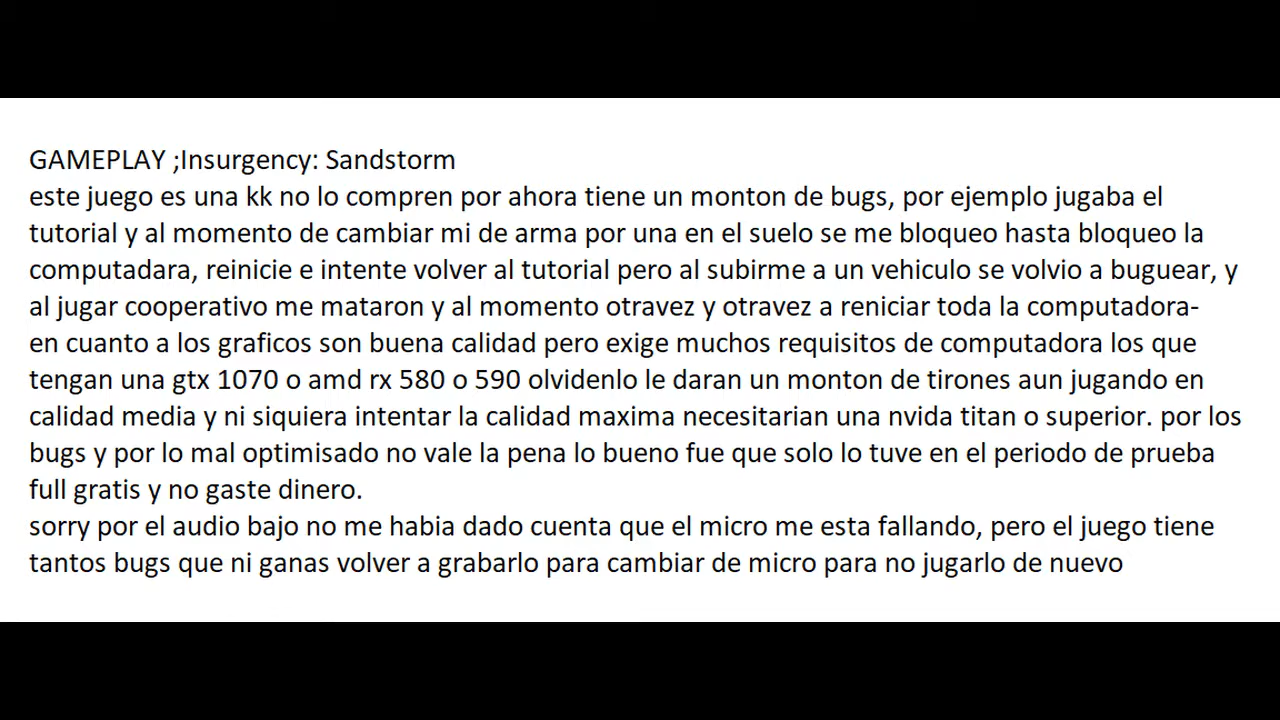 GAMEPLAY ;Insurgency: Sandstorm
este juego es una kk no lo compren por ahora tiene un monton de bugs, por ejemplo jugaba el
tutorial y al momento de cambiar mi de arma por una en el suelo se me bloqueo hasta bloqueo la
computadara, reinicie e intente volver al tutorial pero al subirme a un vehiculo se volvio a buguear, y
al jugar cooperativo me mataron y al momento otravez y otravez a reniciar toda la computadora-
en cuanto a los graficos son buena calidad pero exige muchos requisitos de computadora los que
tengan una gtx 1070 o amd rx 580 o 590 olvidenlo le daran un monton de tirones aun jugando en
calidad media y ni siquiera intentar la calidad maxima necesitarian una nvida titan o superior. por los
bugs y por lo mal optimisado no vale la pena lo bueno fue que solo lo tuve en el periodo de prueba
full gratis y no gaste dinero.
sorry por el audio bajo no me habia dado cuenta que el micro me esta fallando, pero el juego tiene
tantos bugs que ni ganas volver a grabarlo para cambiar de micro para no jugarlo de nuevo